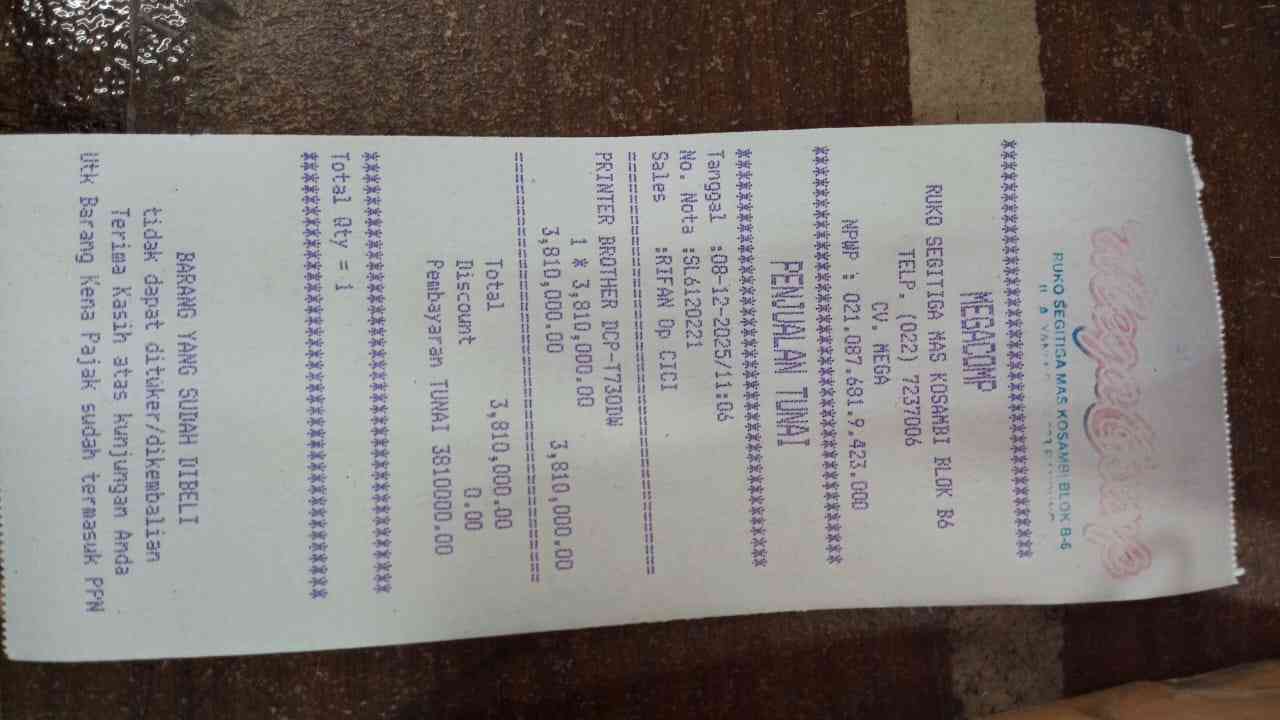 MegaComp
RUKO SEGITIGA MAS KOSAMBI BLOK B-6
********************************
MEGACOMP
RUKO SEGITIGA MAS KOSAMBI BLOK B6
TELP. (022) 7237006
CV. MEGA
NPWP : 021.087.681.9.423.000
********************************
PENJUALAN TUNAI
********************************
Tanggal :08-12-2025/11:06
No. Nota :SL6120221
Sales :RIFAN Op CICI
========================================
PRINTER BROTHER DCP-T730DW
1 * 3,810,000.00
3,810,000.00 3,810,000.00
========================================
Total 3,810,000.00
Discount 0.00
Pembayaran TUNAI 3810000.00
********************************
Total Qty = 1
********************************
BARANG YANG SUDAH DIBELI
tidak dapat dituker/dikembalian
Terima Kasih atas kunjungan Anda
Utk Barang Kena Pajak sudah termasuk PPN